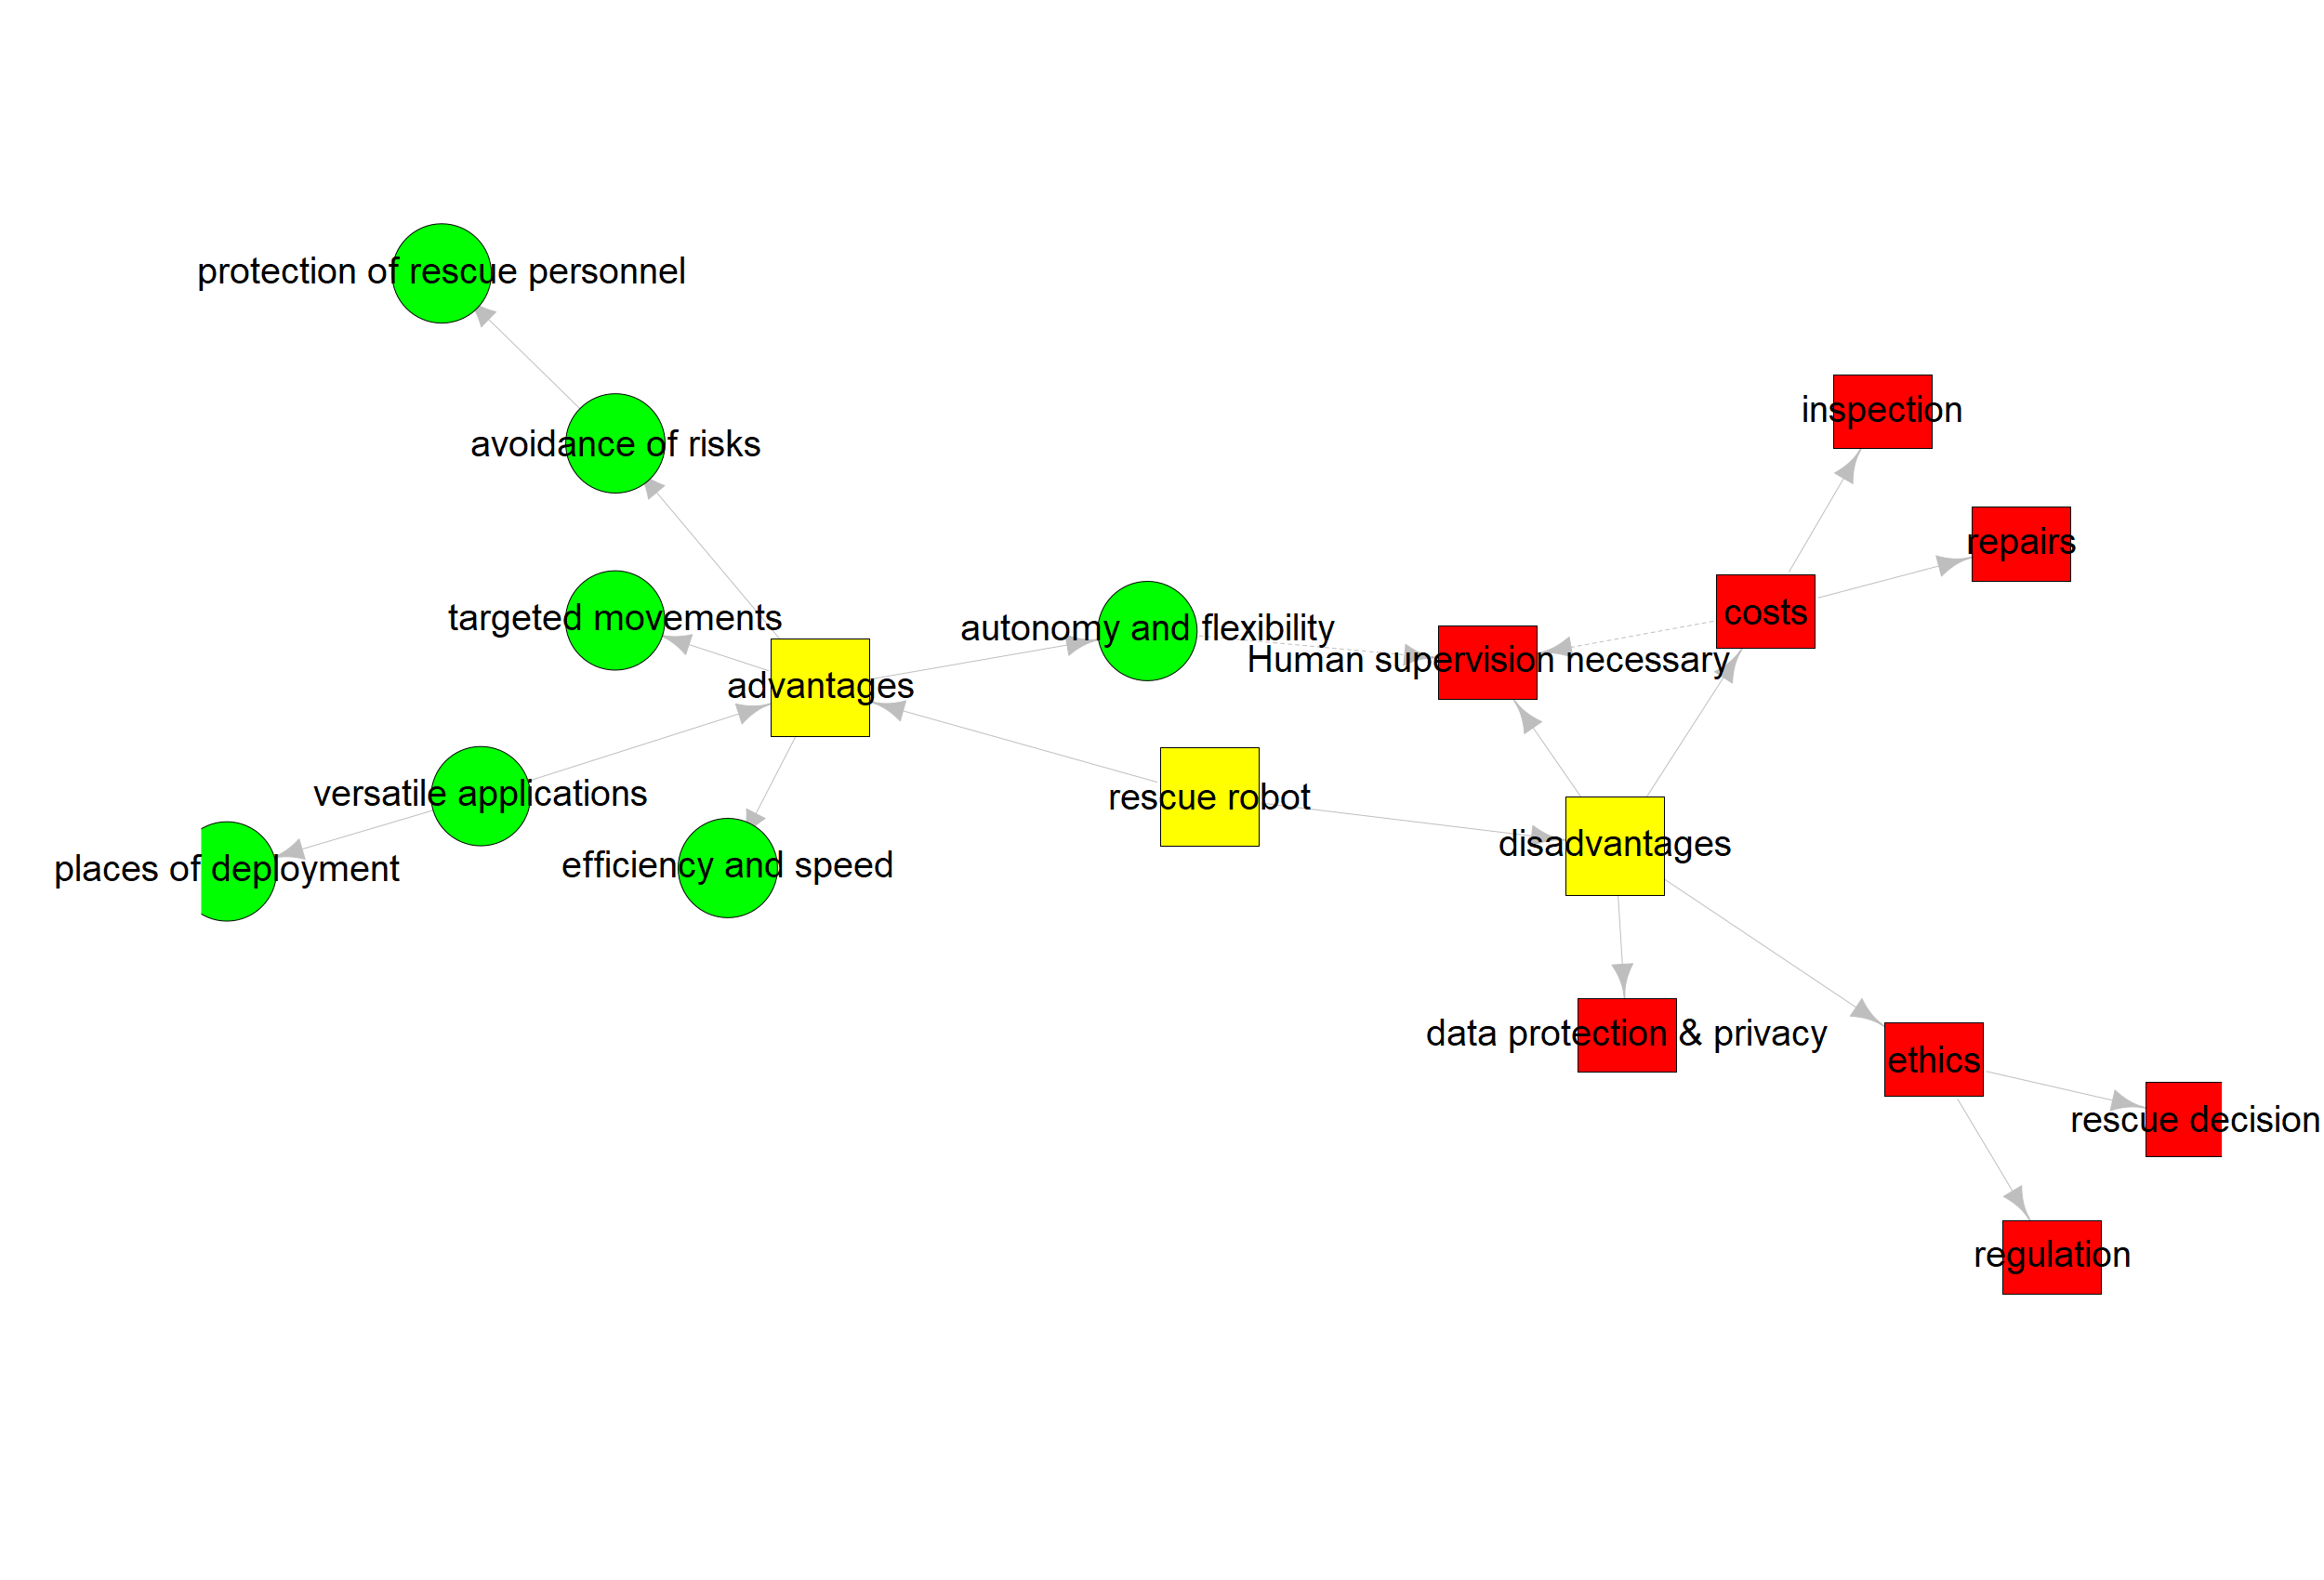 protection of rescue personnel
inspection
avoidance of risks
repairs
costs
targeted movements
autonomy and flexibility
Human supervision necessary
advantages
versatile applications
rescue robot
disadvantages
places of deployment
efficiency and speed
data protection & privacy
ethics
rescue decision
regulation